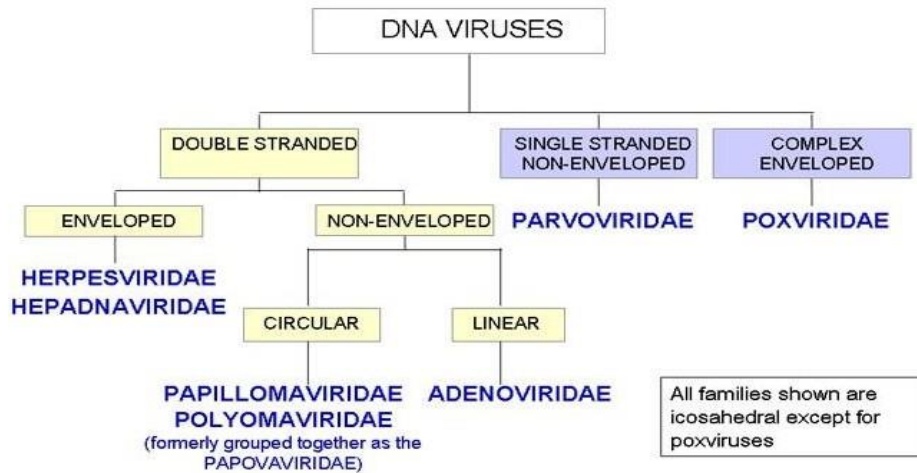 DNA VIRUSES
DOUBLE STRANDED
SINGLE STRANDED
NON-ENVELOPED
COMPLEX
ENVELOPED
PARVOVIRIDAE
POXVIRIDAE
ENVELOPED
NON-ENVELOPED
HERPESVIRIDAE
HEPADNAVIRIDAE
CIRCULAR
LINEAR
PAPILLOMAVIRIDAE
POLYOMAVIRIDAE
(formerly grouped together as the
PAPOVAVIRIDAE)
ADENOVIRIDAE
All families shown are
icosahedral except for
poxviruses